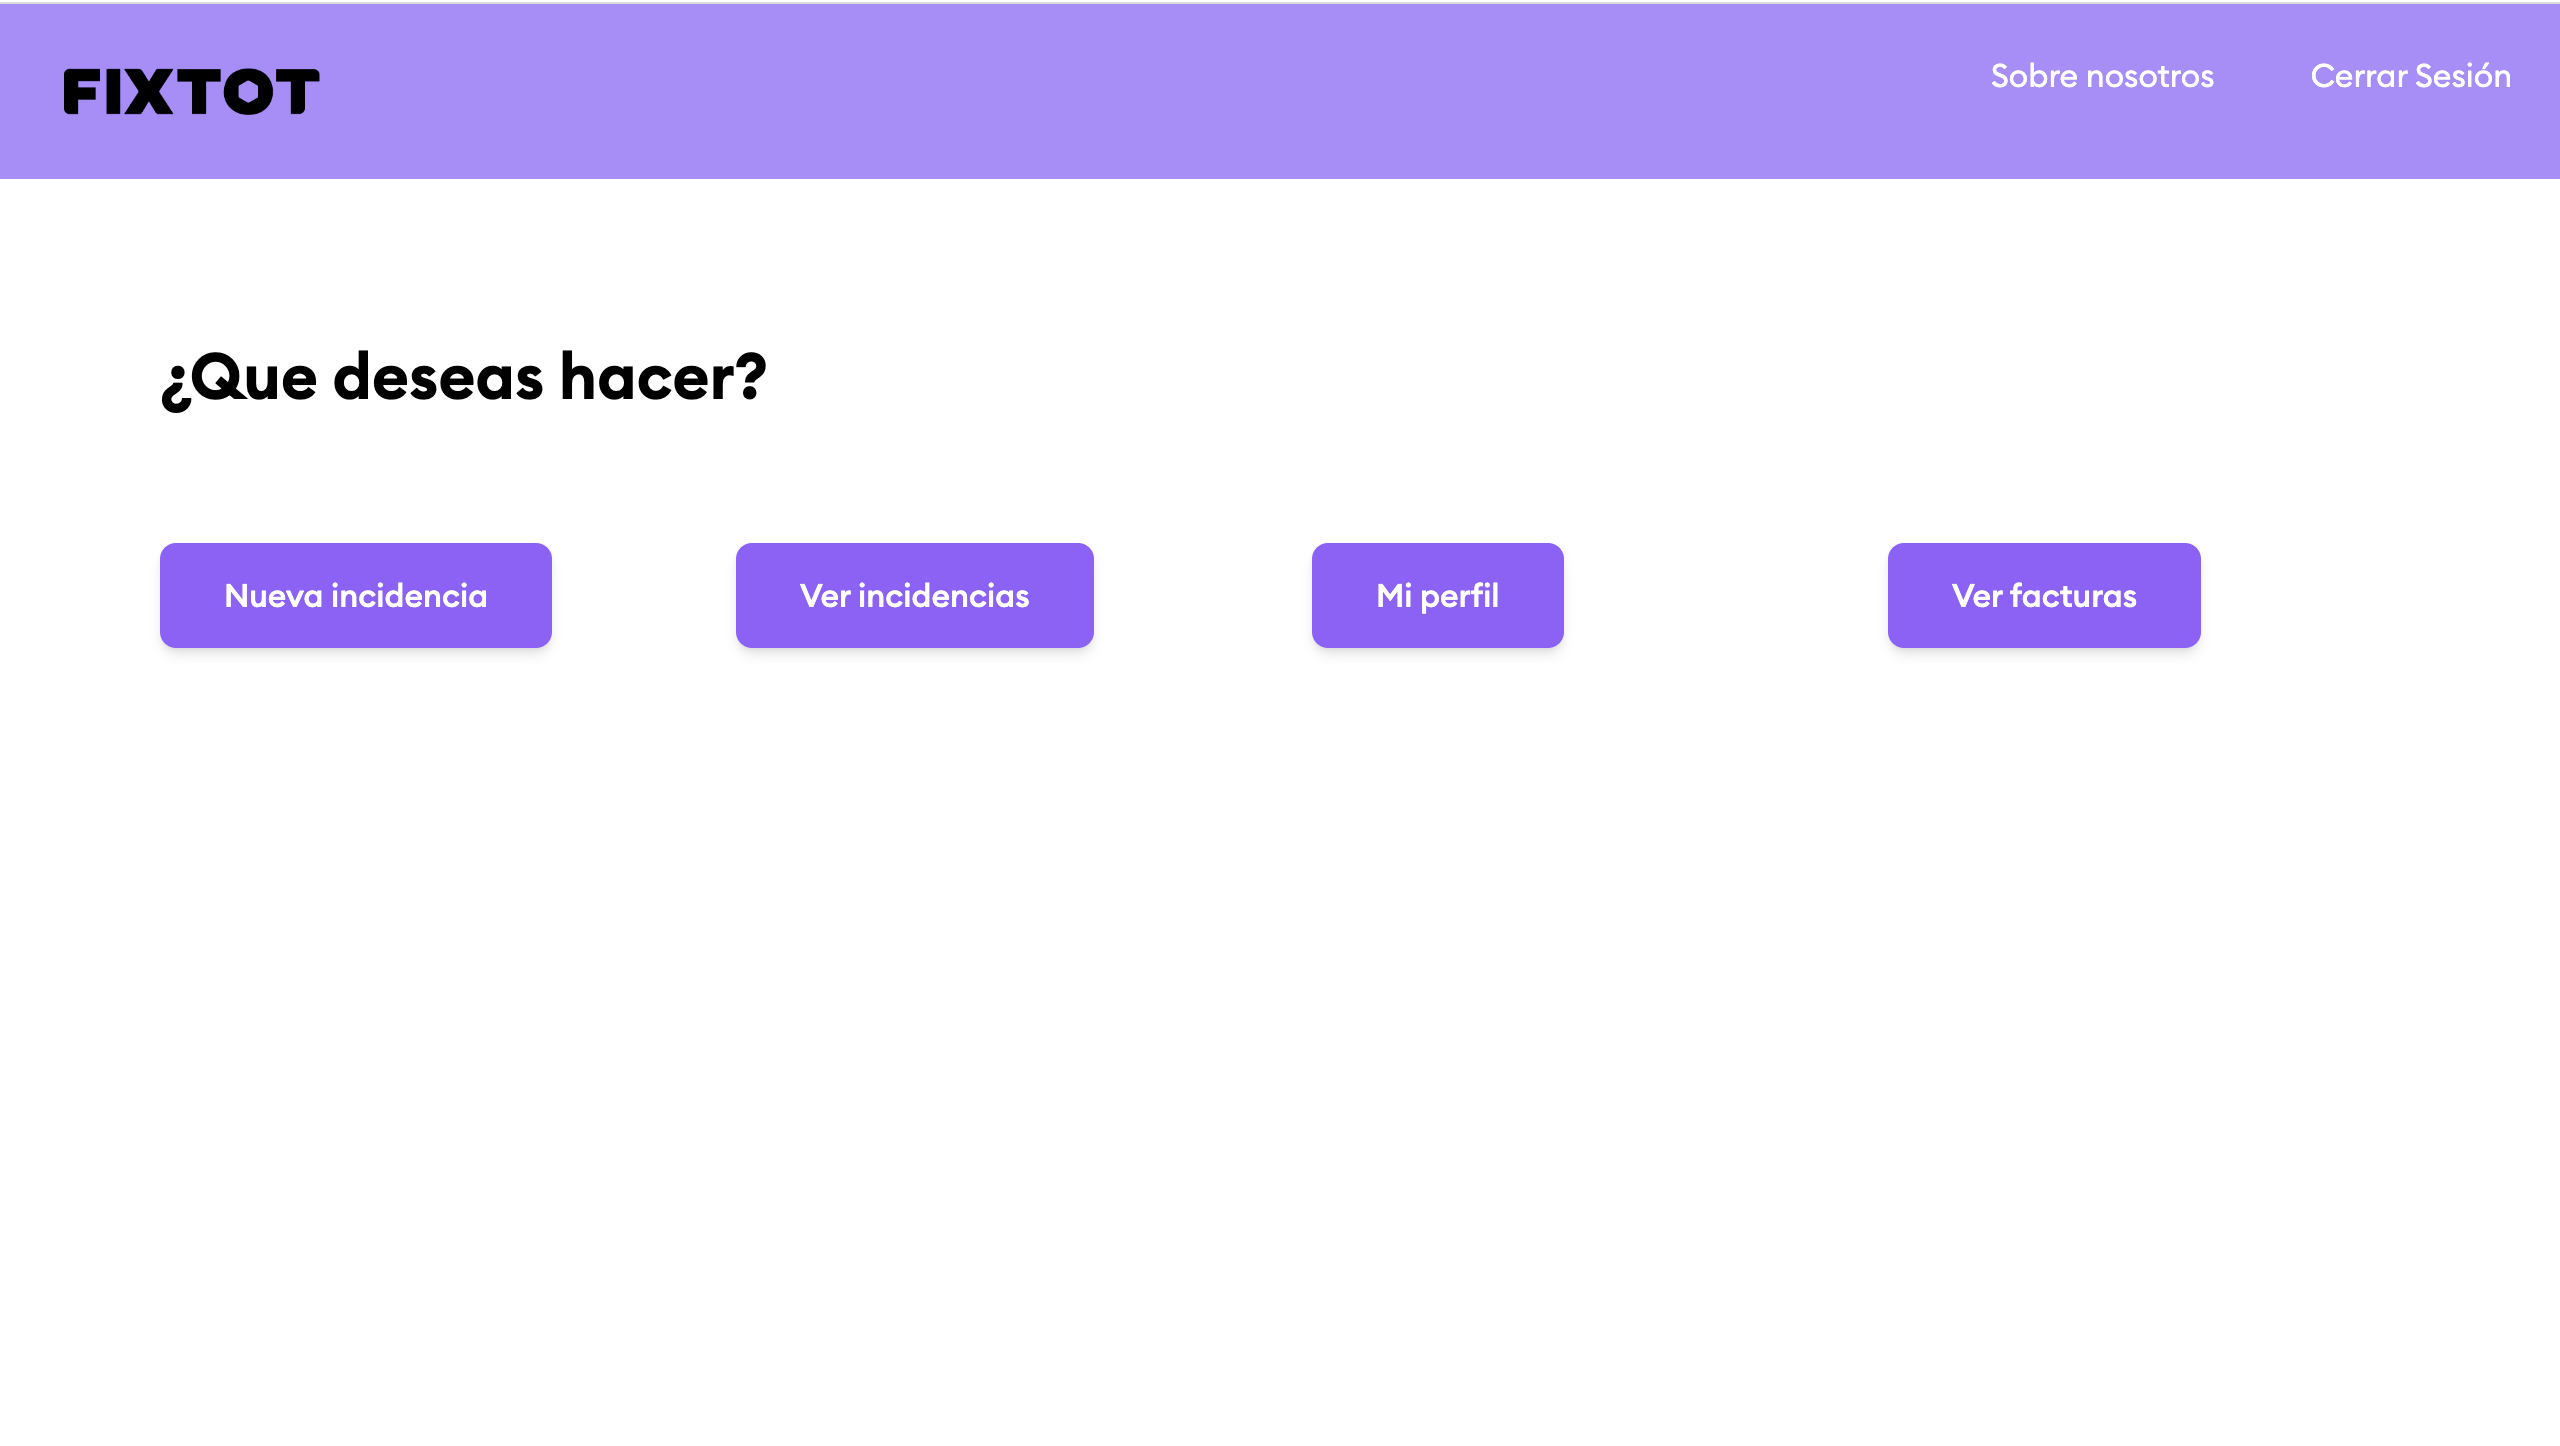 FIXTOT
Sobre nosotros
Cerrar Sesión
¿Que deseas hacer?
Nueva incidencia
Ver incidencias
Mi perfil
Ver facturas